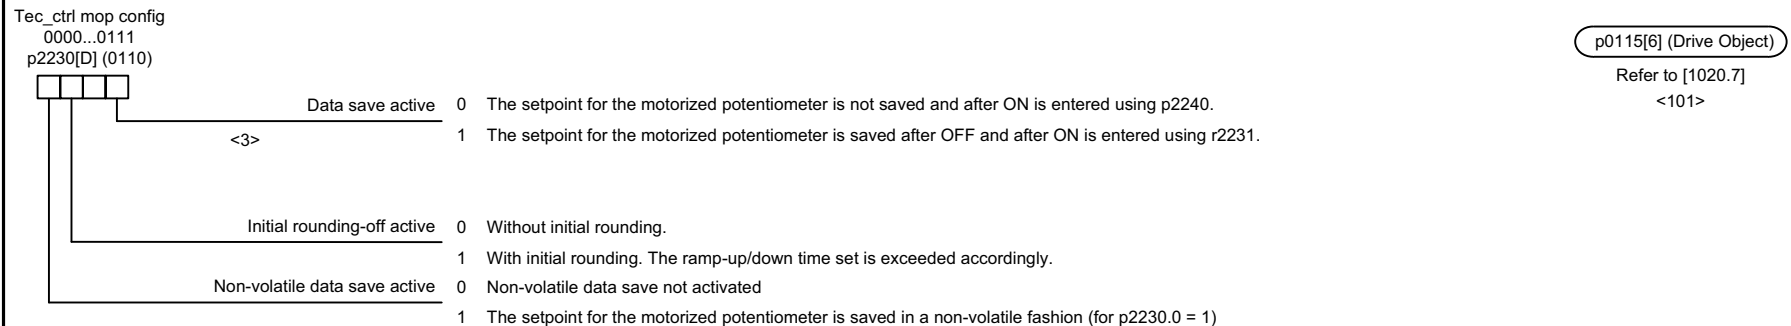 Tec_ctrl mop config
0000...0111
p2230[D] (0110)
p0115[6] (Drive Object)
Refer to [1020.7]
<101>
Data save active 0 The setpoint for the motorized potentiometer is not saved and after ON is entered using p2240.
<3>
1 The setpoint for the motorized potentiometer is saved after OFF and after ON is entered using r2231.
Initial rounding-off active 0 Without initial rounding.
1 With initial rounding. The ramp-up/down time set is exceeded accordingly.
Non-volatile data save active 0 Non-volatile data save not activated
1 The setpoint for the motorized potentiometer is saved in a non-volatile fashion (for p2230.0 = 1)